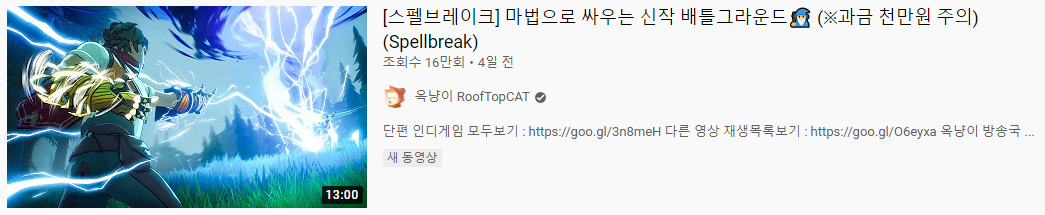 [스펠브레이크] 마법으로 싸우는 신작 배틀그라운드🧙‍♂️ (※과금 천만원 주의)
(Spellbreak)
조회수 16만회 • 4일 전
옥냥이 RoofTopCAT
단편 인디게임 모두보기 : https://goo.gl/3n8meH 다른 영상 재생목록보기 : https://goo.gl/O6eyxa 옥냥이 방송국 ...
새 동영상
13:00